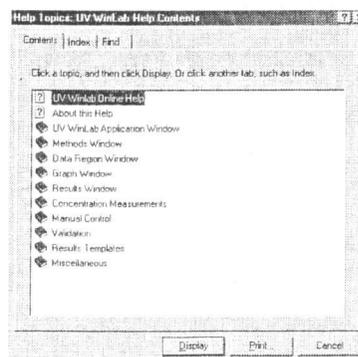 Help Topics: UV WinLab Help Contents
Contents | Index | Find
Click a topic, and then click Display. Or click another tab, such as Index.
UV Winlab Online Help
About this Help
UV WinLab Application Window
Methods Window
Data Region Window
Graph Window
Results Window
Concentration Measurements
Manual Control
Validation
Results Templates
Miscellaneous
Display Print... Cancel